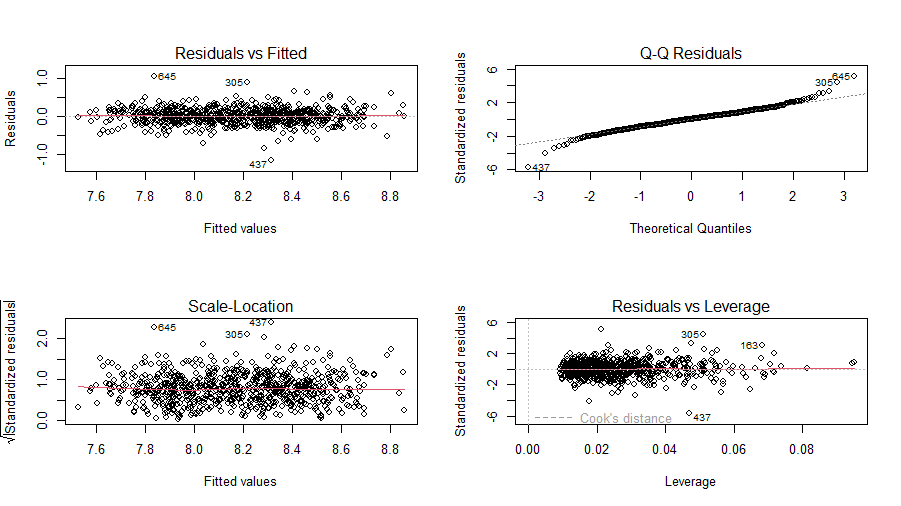 Residuals vs Fitted
Residuals
1.0
0.0
-1.0
645
305
437
7.6 7.8 8.0 8.2 8.4 8.6 8.8
Fitted values
Q-Q Residuals
Standardized residuals
6
2
-2
-6
645
305
437
-3 -2 -1 0 1 2 3
Theoretical Quantiles
Scale-Location
√|Standardized residuals|
2.0
1.0
0.0
437
645
305
7.6 7.8 8.0 8.2 8.4 8.6 8.8
Fitted values
Residuals vs Leverage
Standardized residuals
6
2
-2
-6
305
163
437
Cook's distance
0.00 0.02 0.04 0.06 0.08
Leverage